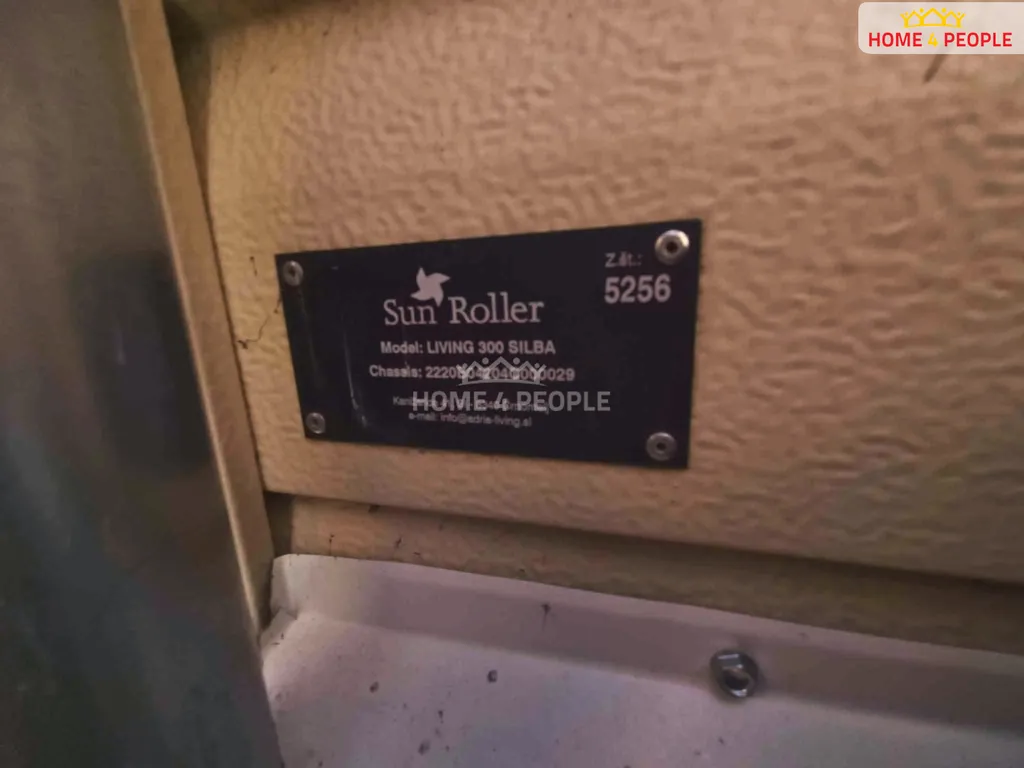 HOME 4 PEOPLE
Z.št.:
5256
Sun Roller
Model: LIVING 300 SILBA
Chassis:
HOME 4 PEOPLE
e-mail: info@adria-living.si